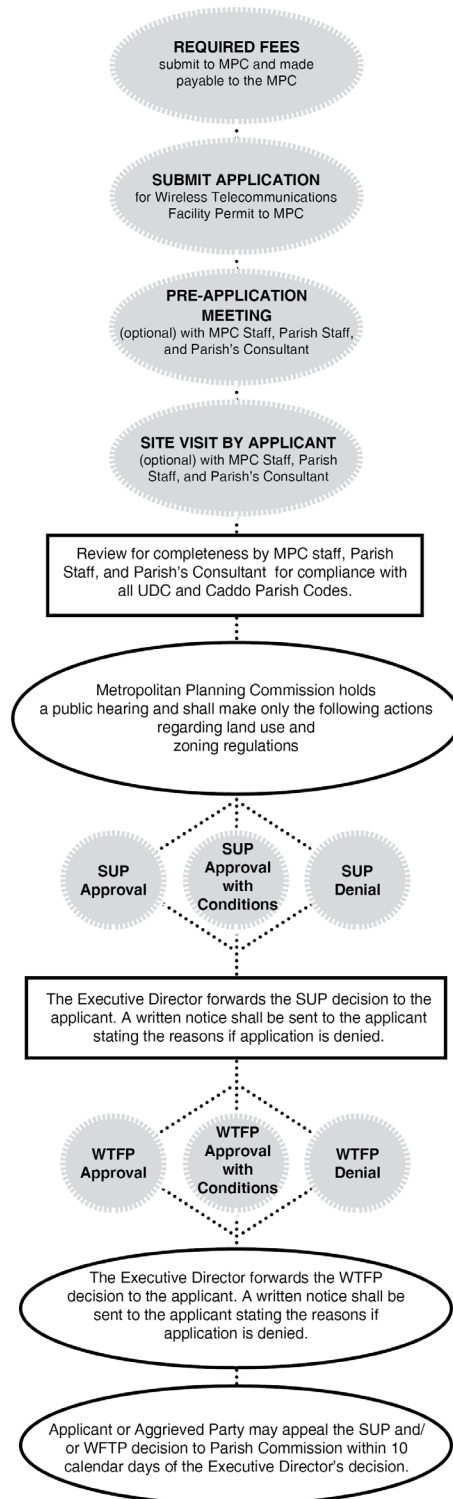 REQUIRED FEES
submit to MPC and made
payable to the MPC
SUBMIT APPLICATION
for Wireless Telecommunications
Facility Permit to MPC
PRE-APPLICATION
MEETING
(optional) with MPC Staff, Parish Staff,
and Parish's Consultant
SITE VISIT BY APPLICANT
(optional) with MPC Staff, Parish
Staff, and Parish's Consultant
Review for completeness by MPC staff, Parish
Staff, and Parish's Consultant for compliance with
all UDC and Caddo Parish Codes.
Metropolitan Planning Commission holds
a public hearing and shall make only the following actions
regarding land use and
zoning regulations
SUP
Approval
SUP
Approval
with
Conditions
SUP
Denial
The Executive Director forwards the SUP decision to the
applicant. A written notice shall be sent to the applicant
stating the reasons if application is denied.
WTFP
Approval
WTFP
Approval
with
Conditions
WTFP
Denial
The Executive Director forwards the WTFP
decision to the applicant. A written notice shall be
sent to the applicant stating the reasons if
application is denied.
Applicant or Aggrieved Party may appeal the SUP and/
or WFTP decision to Parish Commission within 10
calendar days of the Executive Director's decision.